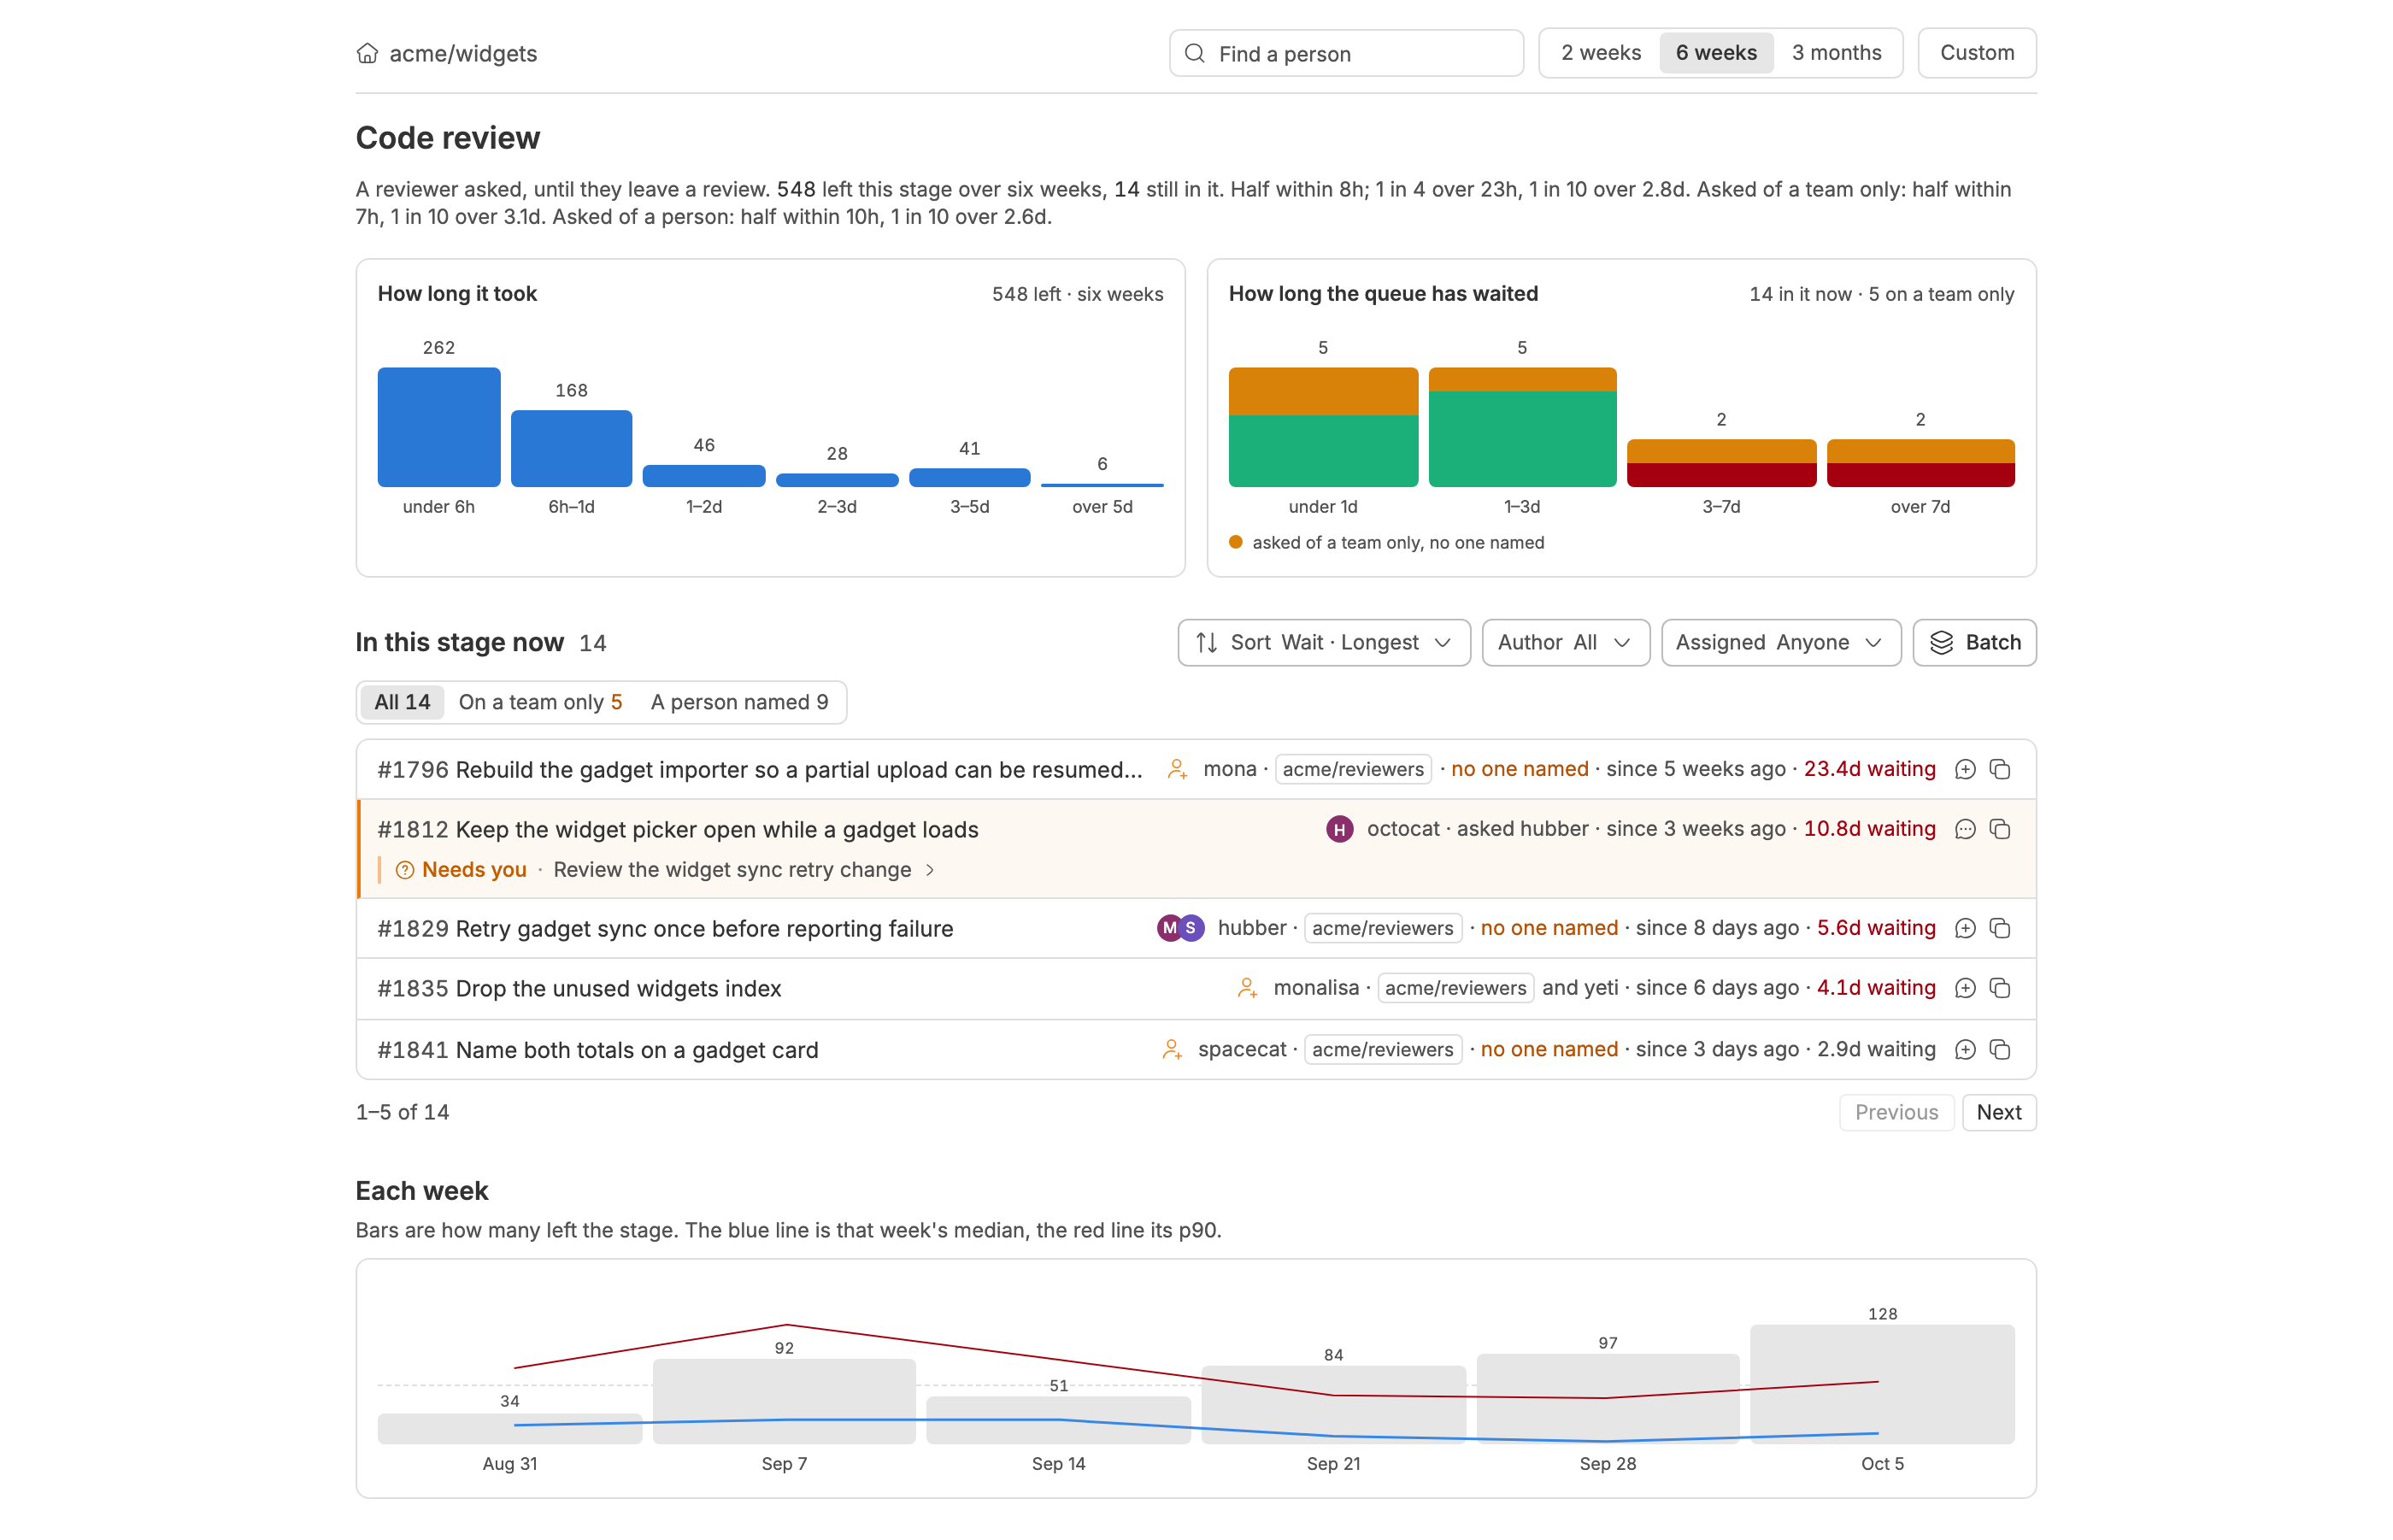 acme/widgets
Find a person
2 weeks 6 weeks 3 months Custom
Code review
A reviewer asked, until they leave a review. 548 left this stage over six weeks, 14 still in it. Half within 8h; 1 in 4 over 23h, 1 in 10 over 2.8d. Asked of a team only: half within
7h, 1 in 10 over 3.1d. Asked of a person: half within 10h, 1 in 10 over 2.6d.
How long it took
548 left · six weeks
262
168
46
28
41
6
under 6h
6h–1d
1–2d
2–3d
3–5d
over 5d
How long the queue has waited
14 in it now · 5 on a team only
5
5
2
2
under 1d
1–3d
3–7d
over 7d
asked of a team only, no one named
In this stage now 14
Sort Wait · Longest
Author All
Assigned Anyone
Batch
All 14
On a team only 5
A person named 9
#1796 Rebuild the gadget importer so a partial upload can be resumed... mona · acme/reviewers · no one named · since 5 weeks ago · 23.4d waiting
#1812 Keep the widget picker open while a gadget loads H octocat · asked hubber · since 3 weeks ago · 10.8d waiting
Needs you · Review the widget sync retry change
#1829 Retry gadget sync once before reporting failure M S hubber · acme/reviewers · no one named · since 8 days ago · 5.6d waiting
#1835 Drop the unused widgets index monalisa · acme/reviewers and yeti · since 6 days ago · 4.1d waiting
#1841 Name both totals on a gadget card spacecat · acme/reviewers · no one named · since 3 days ago · 2.9d waiting
1–5 of 14
Previous
Next
Each week
Bars are how many left the stage. The blue line is that week's median, the red line its p90.
34
92
51
84
97
128
Aug 31
Sep 7
Sep 14
Sep 21
Sep 28
Oct 5